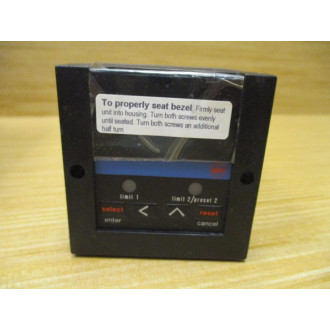 To properly seat bezel, Firmly seat
unit into housing. Turn both screws evenly
until seated. Turn both screws an additional
half turn.
limit 1 limit 2/preset 2
select reset
enter cancel